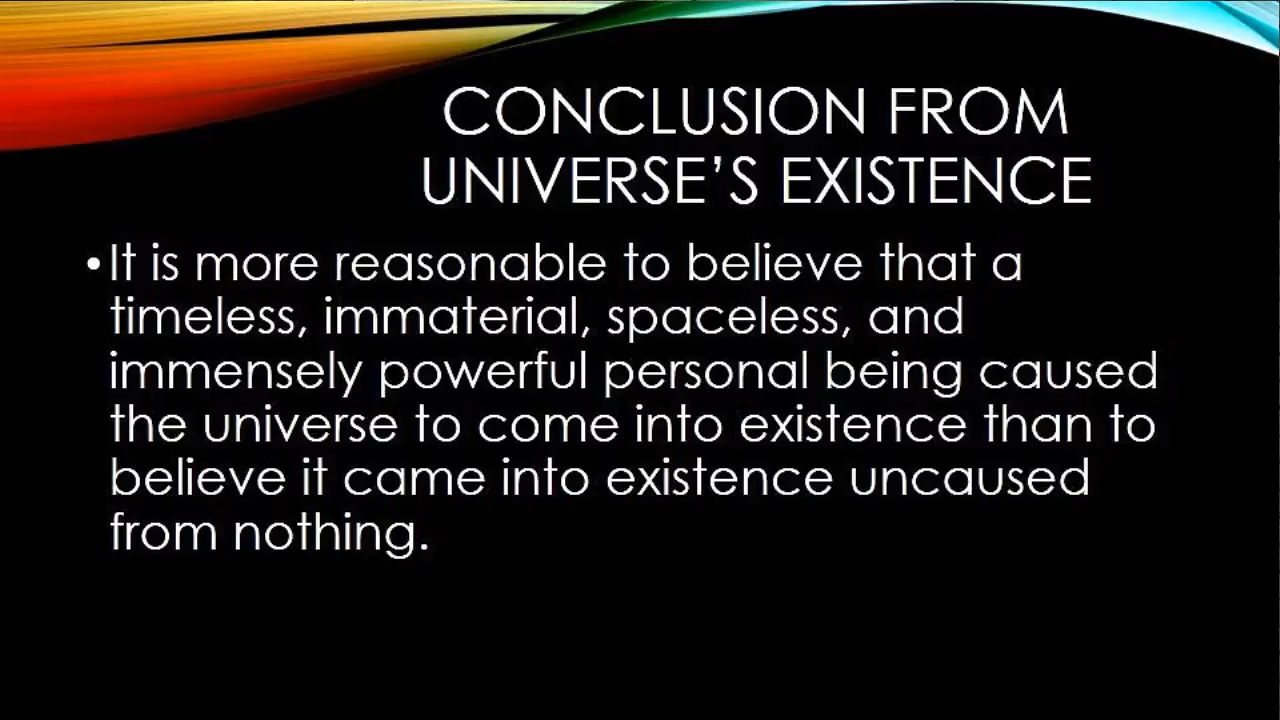 CONCLUSION FROM
UNIVERSE’S EXISTENCE
•It is more reasonable to believe that a
timeless, immaterial, spaceless, and
immensely powerful personal being caused
the universe to come into existence than to
believe it came into existence uncaused
from nothing.